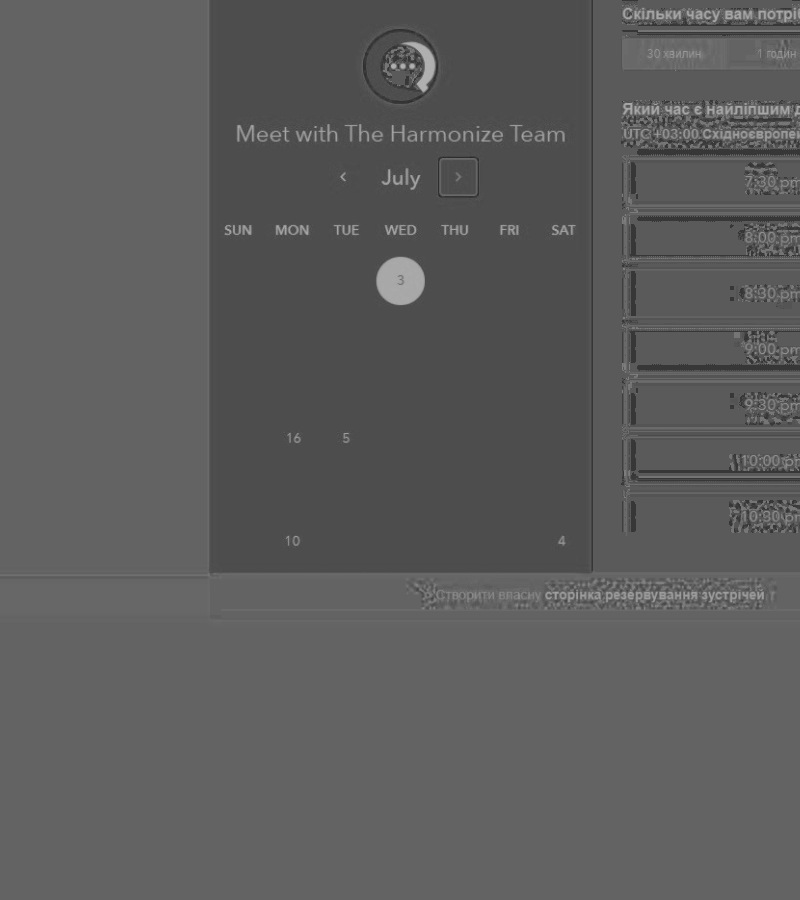 Скільки часу вам
30 хвилин
1 годин
Який час є найліпшим
UTC +03:00
Meet with The Harmonize Team
July
SUN MON TUE WED THU FRI SAT
3
16 5
10 4
7:30 pm
8:00 pm
8:30 pm
9:00 pm
9:30 pm
10:00 pm
10:30 pm
Створити власну сторінка резервування зустрічей